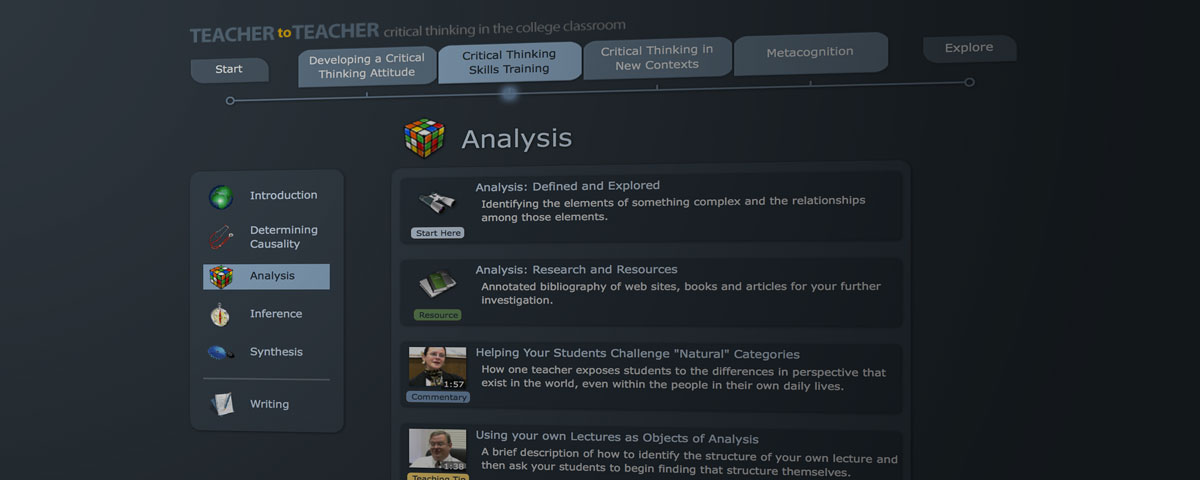 TEACHER to TEACHER critical thinking in the college classroom
Start
Developing a Critical
Thinking Attitude
Critical Thinking
Skills Training
Critical Thinking in
New Contexts
Metacognition
Explore
Analysis
Introduction
Determining
Causality
Analysis
Inference
Synthesis
Writing
Analysis: Defined and Explored
Identifying the elements of something complex and the relationships
among those elements.
Start Here
Analysis: Research and Resources
Annotated bibliography of web sites, books and articles for your further
investigation.
Resource
Helping Your Students Challenge "Natural" Categories
How one teacher exposes students to the differences in perspective that
exist in the world, even within the people in their own daily lives.
1:57
Commentary
Using your own Lectures as Objects of Analysis
A brief description of how to identify the structure of your own lecture and
then ask your students to begin finding that structure themselves.
1:38
Teaching Tip